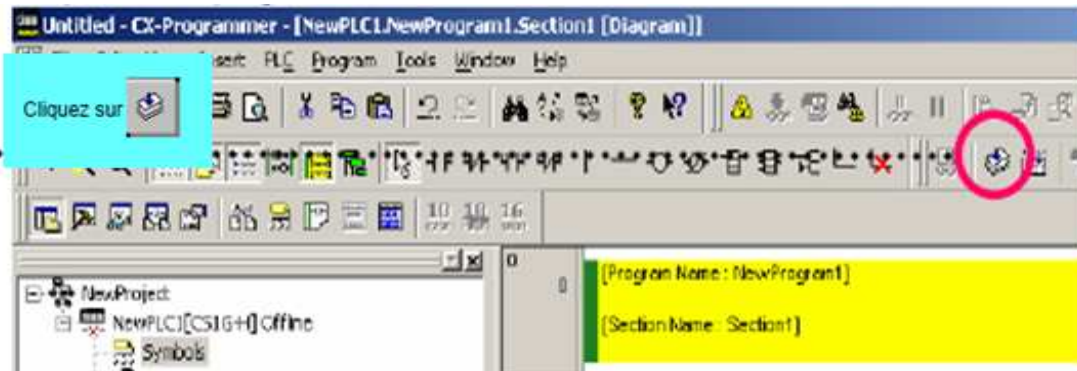 Untitled - CX-Programmer - [NewPLC1.NewProgram1.Section1 [Diagram]]
Insert PLC Program Tools Window Help
Cliquez sur
10 16
0
0
[Program Name : NewProgram1]
NewProject
NewPLC1[CS1G-H] Offline
[Section Name : Section1]
Symbols